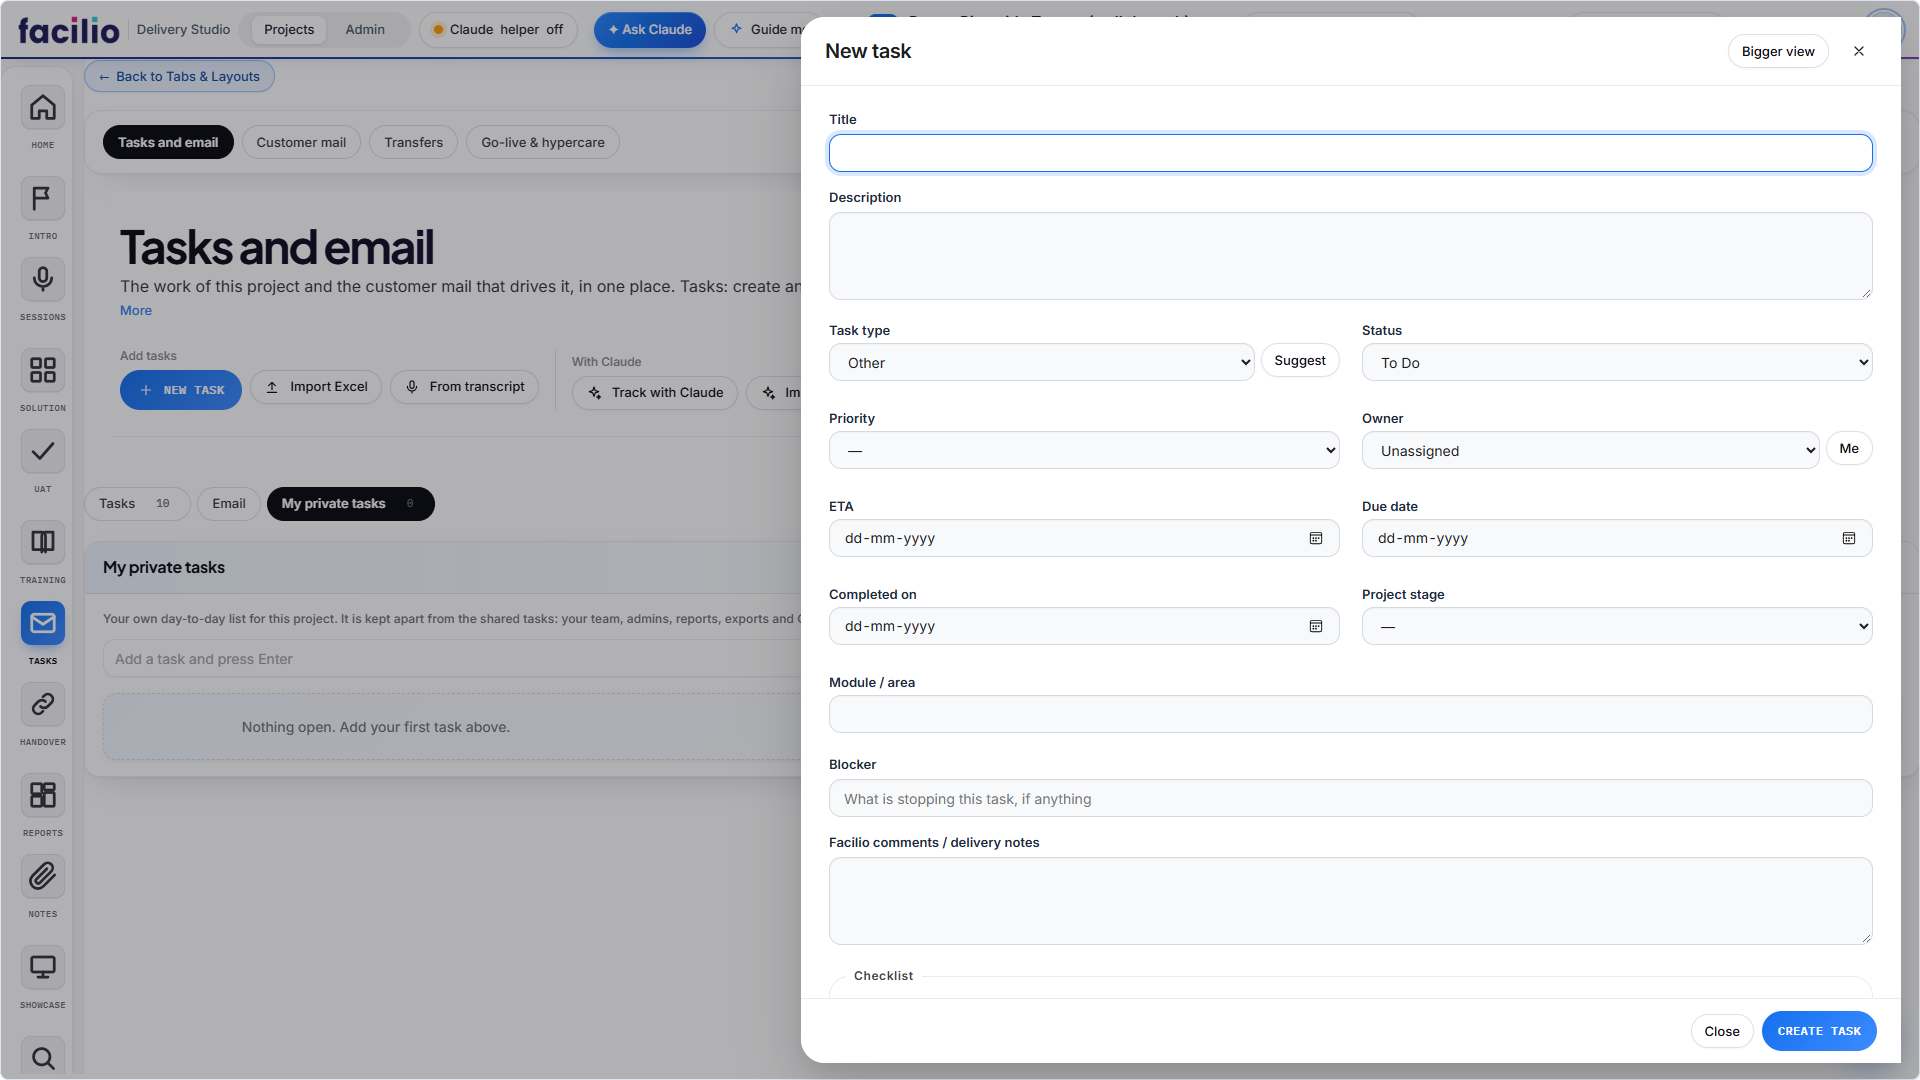 facilio
Delivery Studio
Projects
Admin
Claude helper off
✦ Ask Claude
Guide m
← Back to Tabs & Layouts
Tasks and email
Customer mail
Transfers
Go-live & hypercare
Tasks and email
The work of this project and the customer mail that drives it, in one place. Tasks: create an
More
Add tasks
+ NEW TASK
Import Excel
From transcript
With Claude
Track with Claude
Im
Tasks 10
Email
My private tasks 0
My private tasks
Your own day-to-day list for this project. It is kept apart from the shared tasks: your team, admins, reports, exports and
Add a task and press Enter
Nothing open. Add your first task above.
HOME
INTRO
SESSIONS
SOLUTION
UAT
TRAINING
TASKS
HANDOVER
REPORTS
NOTES
SHOWCASE
New task
Bigger view
×
Title
Description
Task type
Other
Suggest
Status
To Do
Priority
—
Owner
Unassigned
Me
ETA
dd-mm-yyyy
Due date
dd-mm-yyyy
Completed on
dd-mm-yyyy
Project stage
—
Module / area
Blocker
What is stopping this task, if anything
Facilio comments / delivery notes
Checklist
Close
CREATE TASK